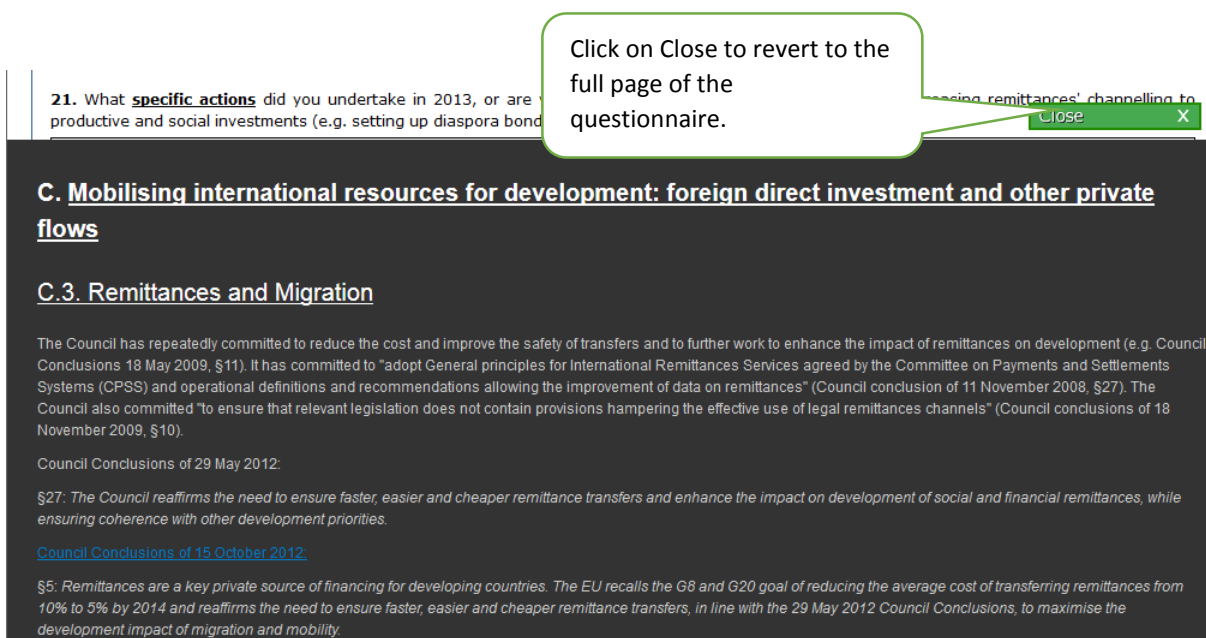 Click on Close to revert to the
full page of the
questionnaire.
21. What specific actions did you undertake in 2013, or are reasing remittances' channelling to
productive and social investments (e.g. setting up diaspora bond
Close X
C. Mobilising international resources for development: foreign direct investment and other private
flows
C.3. Remittances and Migration
The Council has repeatedly committed to reduce the cost and improve the safety of transfers and to further work to enhance the impact of remittances on development (e.g. Council
Conclusions 18 May 2009, §11). It has committed to "adopt General principles for International Remittances Services agreed by the Committee on Payments and Settlements
Systems (CPSS) and operational definitions and recommendations allowing the improvement of data on remittances" (Council conclusion of 11 November 2008, §27). The
Council also committed "to ensure that relevant legislation does not contain provisions hampering the effective use of legal remittances channels" (Council conclusions of 18
November 2009, §10).
Council Conclusions of 29 May 2012:
§27: The Council reaffirms the need to ensure faster, easier and cheaper remittance transfers and enhance the impact on development of social and financial remittances, while
ensuring coherence with other development priorities.
Council Conclusions of 15 October 2012:
§5: Remittances are a key private source of financing for developing countries. The EU recalls the G8 and G20 goal of reducing the average cost of transferring remittances from
10% to 5% by 2014 and reaffirms the need to ensure faster, easier and cheaper remittance transfers, in line with the 29 May 2012 Council Conclusions, to maximise the
development impact of migration and mobility.